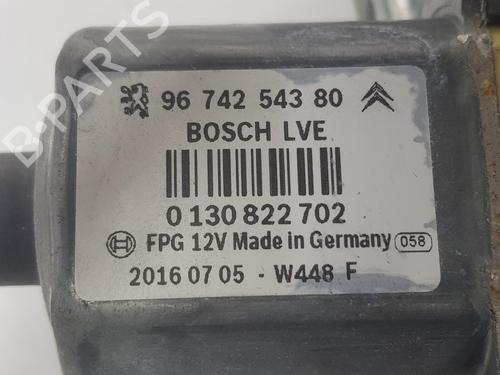 B-PARTS
96 742 543 80
BOSCH LVE
0 130 822 702
FPG 12V Made in Germany 058
2016 07 05 - W448 F